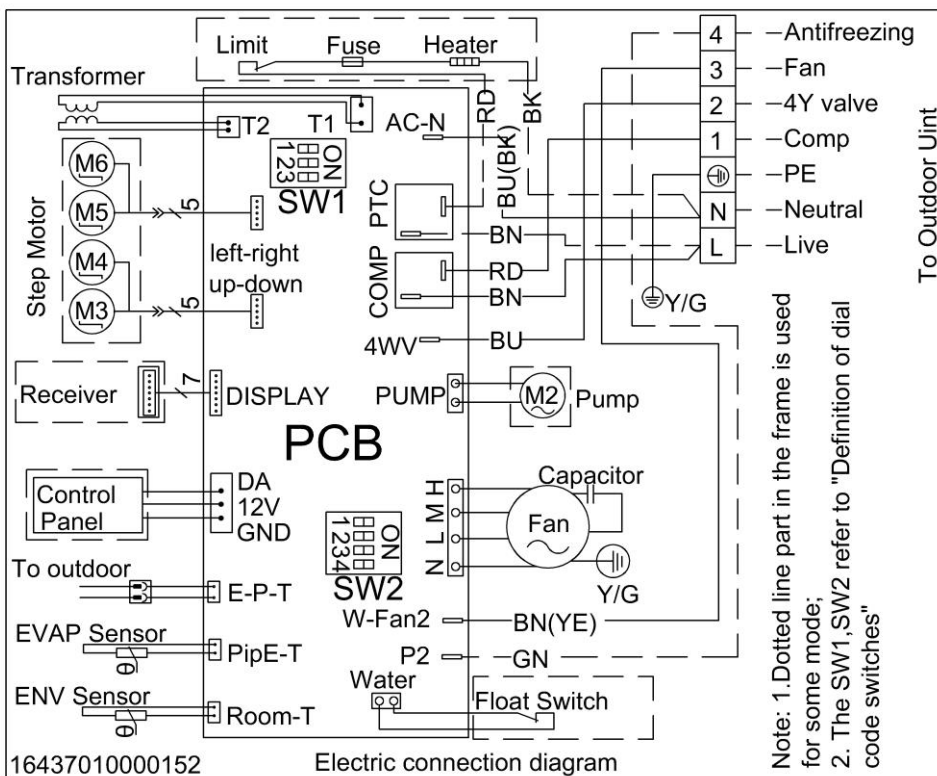 Limit Fuse Heater
Transformer
T2
T1
AC-N
RD
BK
BU(BK)
4
Antifreezing
3
Fan
2
4Y valve
1
Comp
PE
N
Neutral
L
Live
To Outdoor Uint
M6
M5
M4
M3
Step Motor
5
5
left-right
up-down
123
ON
SW1
PTC
COMP
BN
RD
BN
4WV
BU
Y/G
Receiver
7
DISPLAY
PUMP
M2
Pump
PCB
Control
Panel
DA
12V
GND
1234
ON
SW2
H
M
L
N
Fan
Capacitor
Y/G
To outdoor
E-P-T
W-Fan2
BN(YE)
EVAP Sensor
θ
PipE-T
P2
GN
ENV Sensor
θ
Room-T
Water
Float Switch
Note: 1.Dotted line part in the frame is used
for some mode;
2. The SW1,SW2 refer to "Definition of dial
code switches"
16437010000152
Electric connection diagram